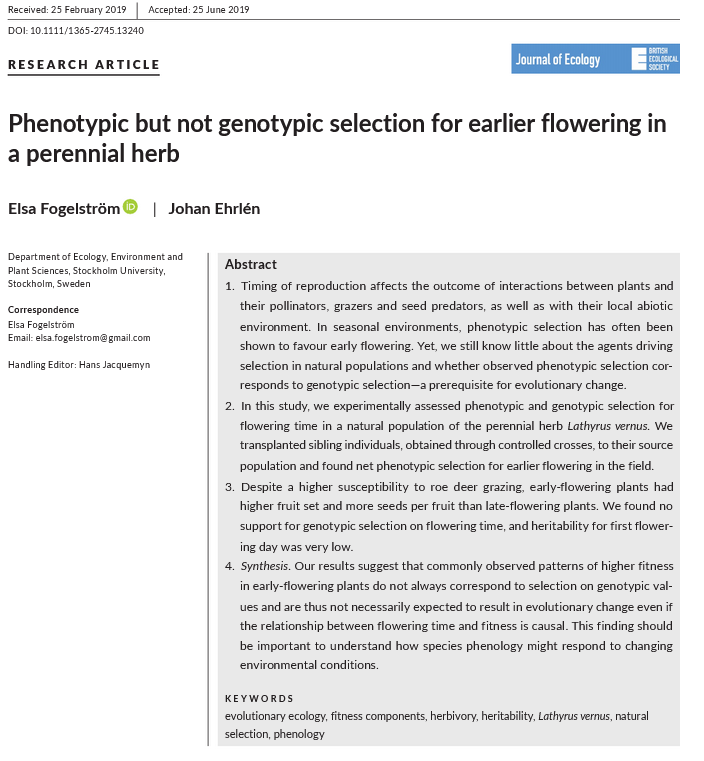 Received: 25 February 2019 | Accepted: 25 June 2019
DOI: 10.1111/1365-2745.13240
RESEARCH ARTICLE
Journal of Ecology
BRITISH
ECOLOGICAL
SOCIETY
Phenotypic but not genotypic selection for earlier flowering in
a perennial herb
Elsa Fogelström iD | Johan Ehrlén
Department of Ecology, Environment and
Plant Sciences, Stockholm University,
Stockholm, Sweden
Correspondence
Elsa Fogelström
Email: elsa.fogelstrom@gmail.com
Handling Editor: Hans Jacquemyn
Abstract
1. Timing of reproduction affects the outcome of interactions between plants and
their pollinators, grazers and seed predators, as well as with their local abiotic
environment. In seasonal environments, phenotypic selection has often been
shown to favour early flowering. Yet, we still know little about the agents driving
selection in natural populations and whether observed phenotypic selection cor-
responds to genotypic selection—a prerequisite for evolutionary change.
2. In this study, we experimentally assessed phenotypic and genotypic selection for
flowering time in a natural population of the perennial herb Lathyrus vernus. We
transplanted sibling individuals, obtained through controlled crosses, to their source
population and found net phenotypic selection for earlier flowering in the field.
3. Despite a higher susceptibility to roe deer grazing, early-flowering plants had
higher fruit set and more seeds per fruit than late-flowering plants. We found no
support for genotypic selection on flowering time, and heritability for first flower-
ing day was very low.
4. Synthesis. Our results suggest that commonly observed patterns of higher fitness
in early-flowering plants do not always correspond to selection on genotypic val-
ues and are thus not necessarily expected to result in evolutionary change even if
the relationship between flowering time and fitness is causal. This finding should
be important to understand how species phenology might respond to changing
environmental conditions.
KEYWORDS
evolutionary ecology, fitness components, herbivory, heritability, Lathyrus vernus, natural
selection, phenology